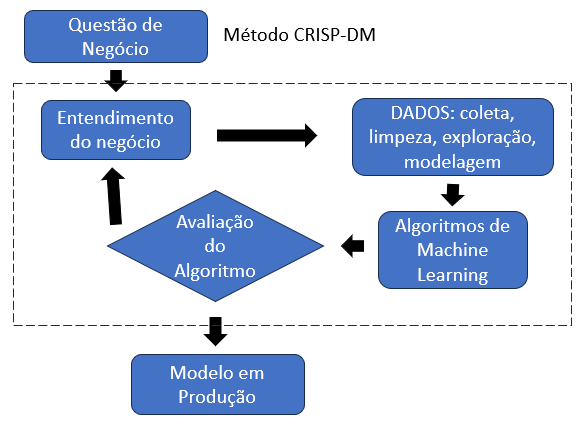 Questão de
Negócio
Método CRISP-DM
Entendimento
do negócio
DADOS: coleta,
limpeza, exploração,
modelagem
Avaliação
do
Algoritmo
Algoritmos de
Machine
Learning
Modelo em
Produção